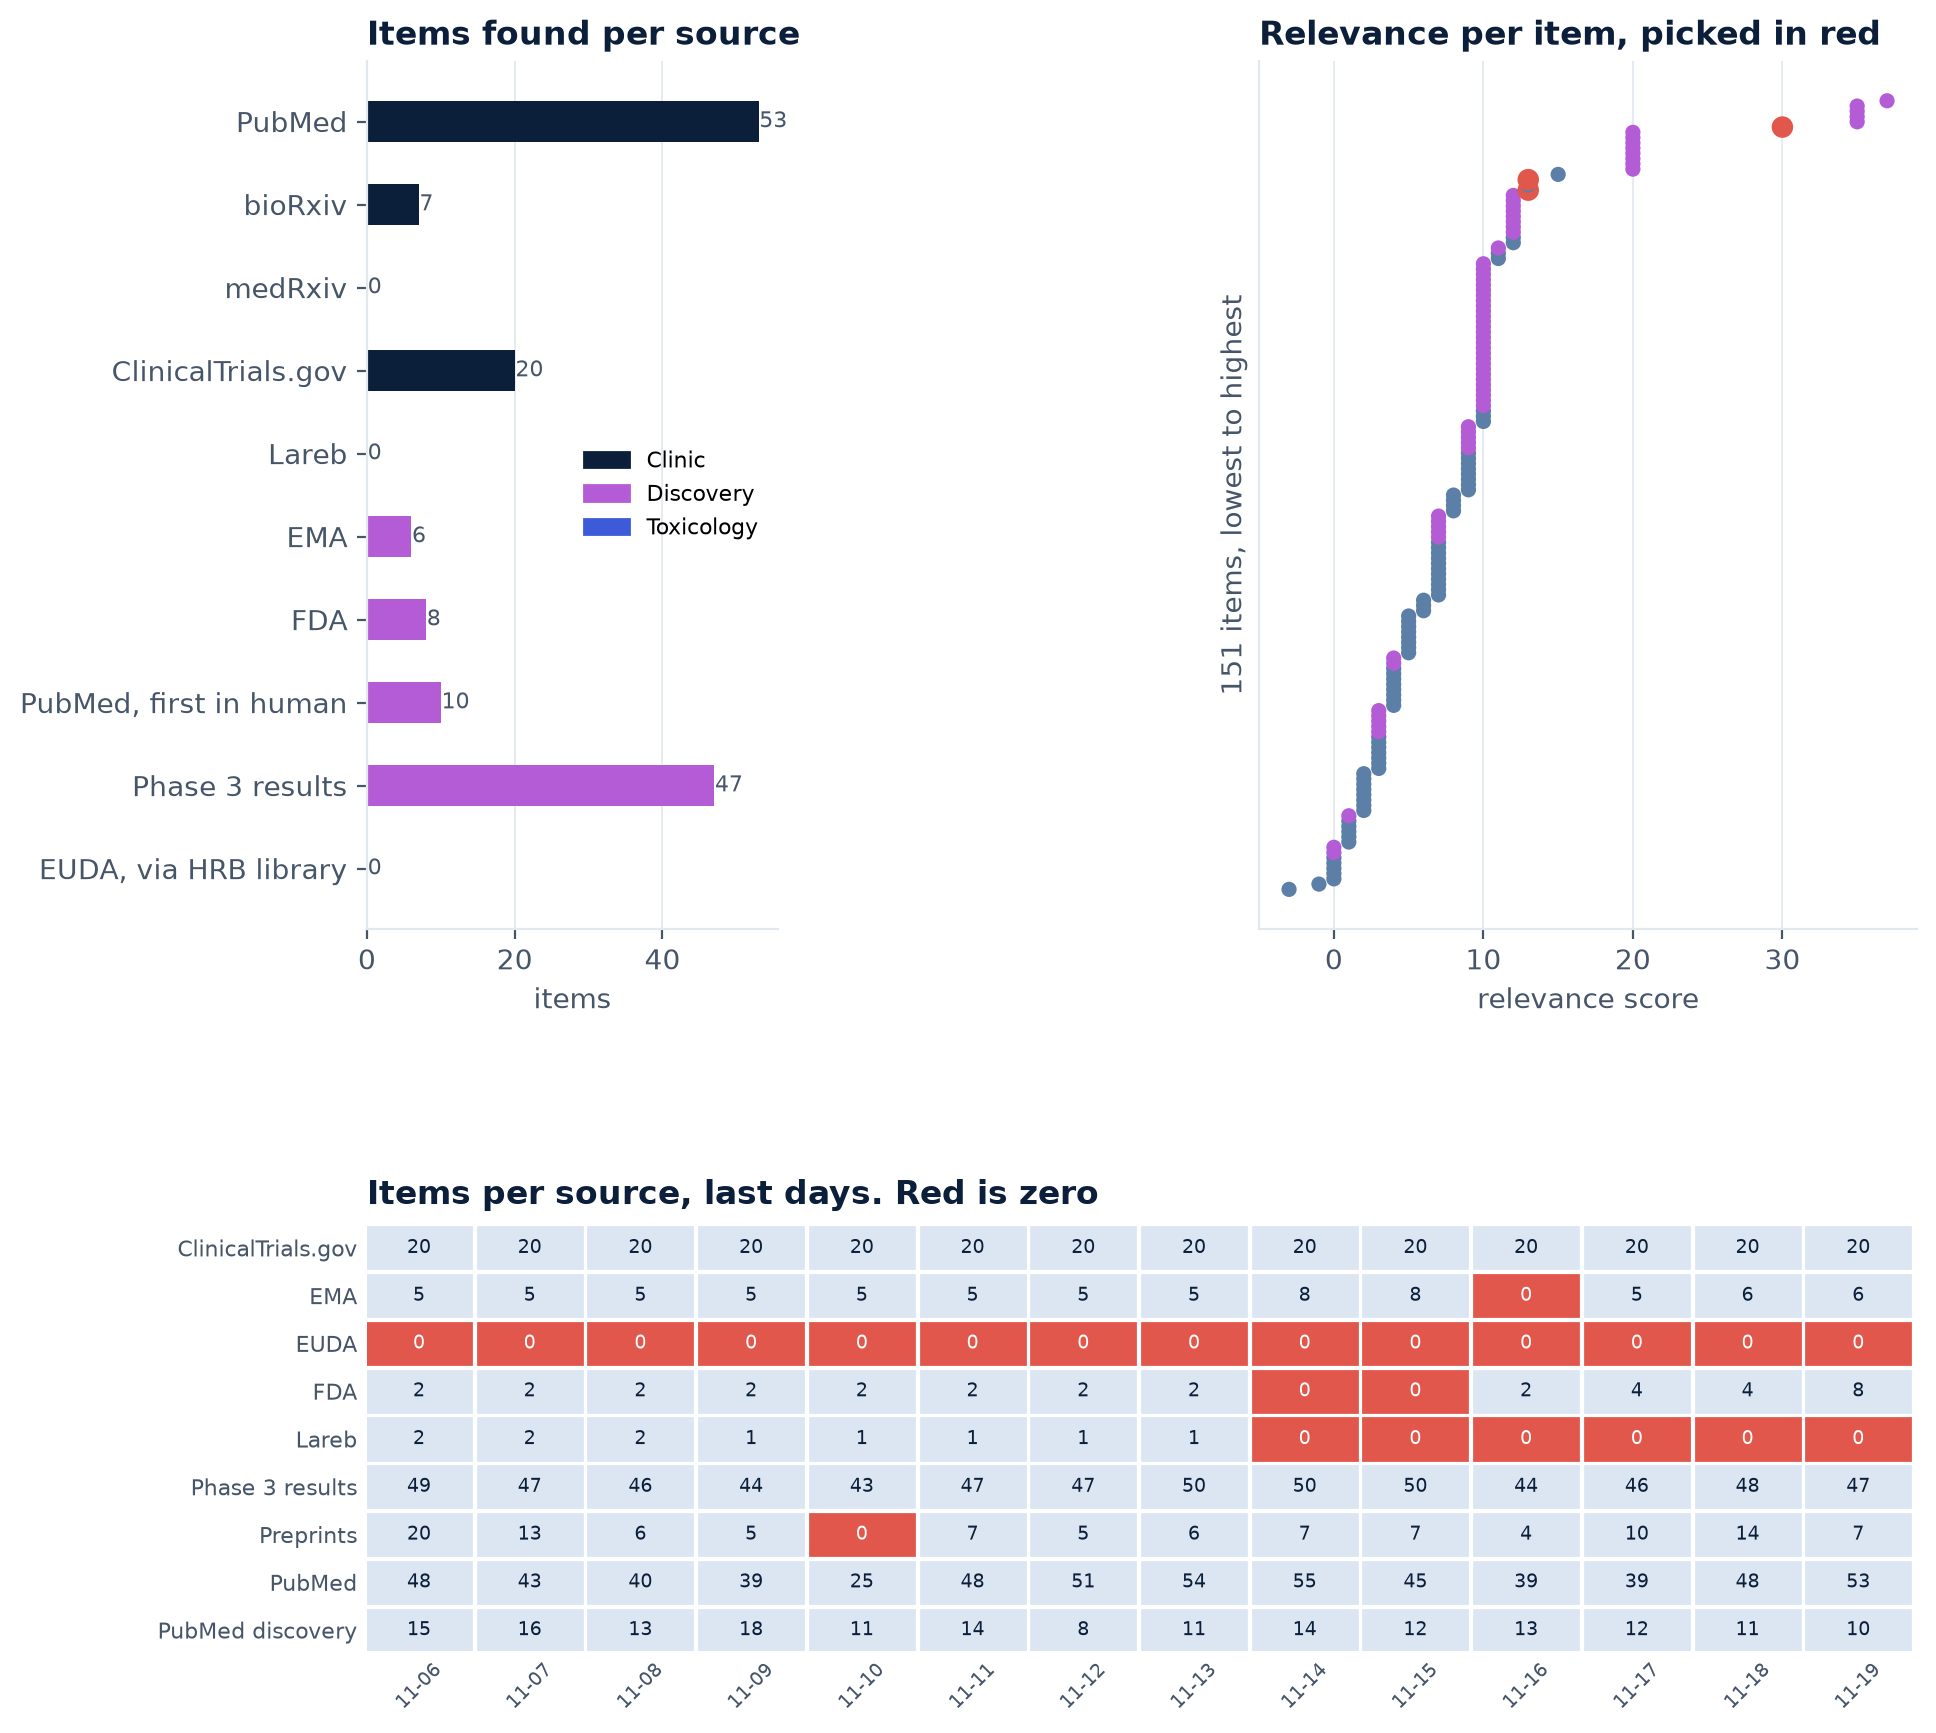 Items found per source
PubMed 53
bioRxiv 7
medRxiv 0
ClinicalTrials.gov 20
Lareb 0
EMA 6
FDA 8
PubMed, first in human 10
Phase 3 results 47
EUDA, via HRB library 0
Clinic
Discovery
Toxicology
0 20 40
items
Relevance per item, picked in red
151 items, lowest to highest
0 10 20 30
relevance score
Items per source, last days. Red is zero
ClinicalTrials.gov 20 20 20 20 20 20 20 20 20 20 20 20 20 20
EMA 5 5 5 5 5 5 5 5 8 8 0 5 6 6
EUDA 0 0 0 0 0 0 0 0 0 0 0 0 0 0
FDA 2 2 2 2 2 2 2 2 0 0 2 4 4 8
Lareb 2 2 2 1 1 1 1 1 0 0 0 0 0 0
Phase 3 results 49 47 46 44 43 47 47 50 50 50 44 46 48 47
Preprints 20 13 6 5 0 7 5 6 7 7 4 10 14 7
PubMed 48 43 40 39 25 48 51 54 55 45 39 39 48 53
PubMed discovery 15 16 13 18 11 14 8 11 14 12 13 12 11 10
11-06 11-07 11-08 11-09 11-10 11-11 11-12 11-13 11-14 11-15 11-16 11-17 11-18 11-19